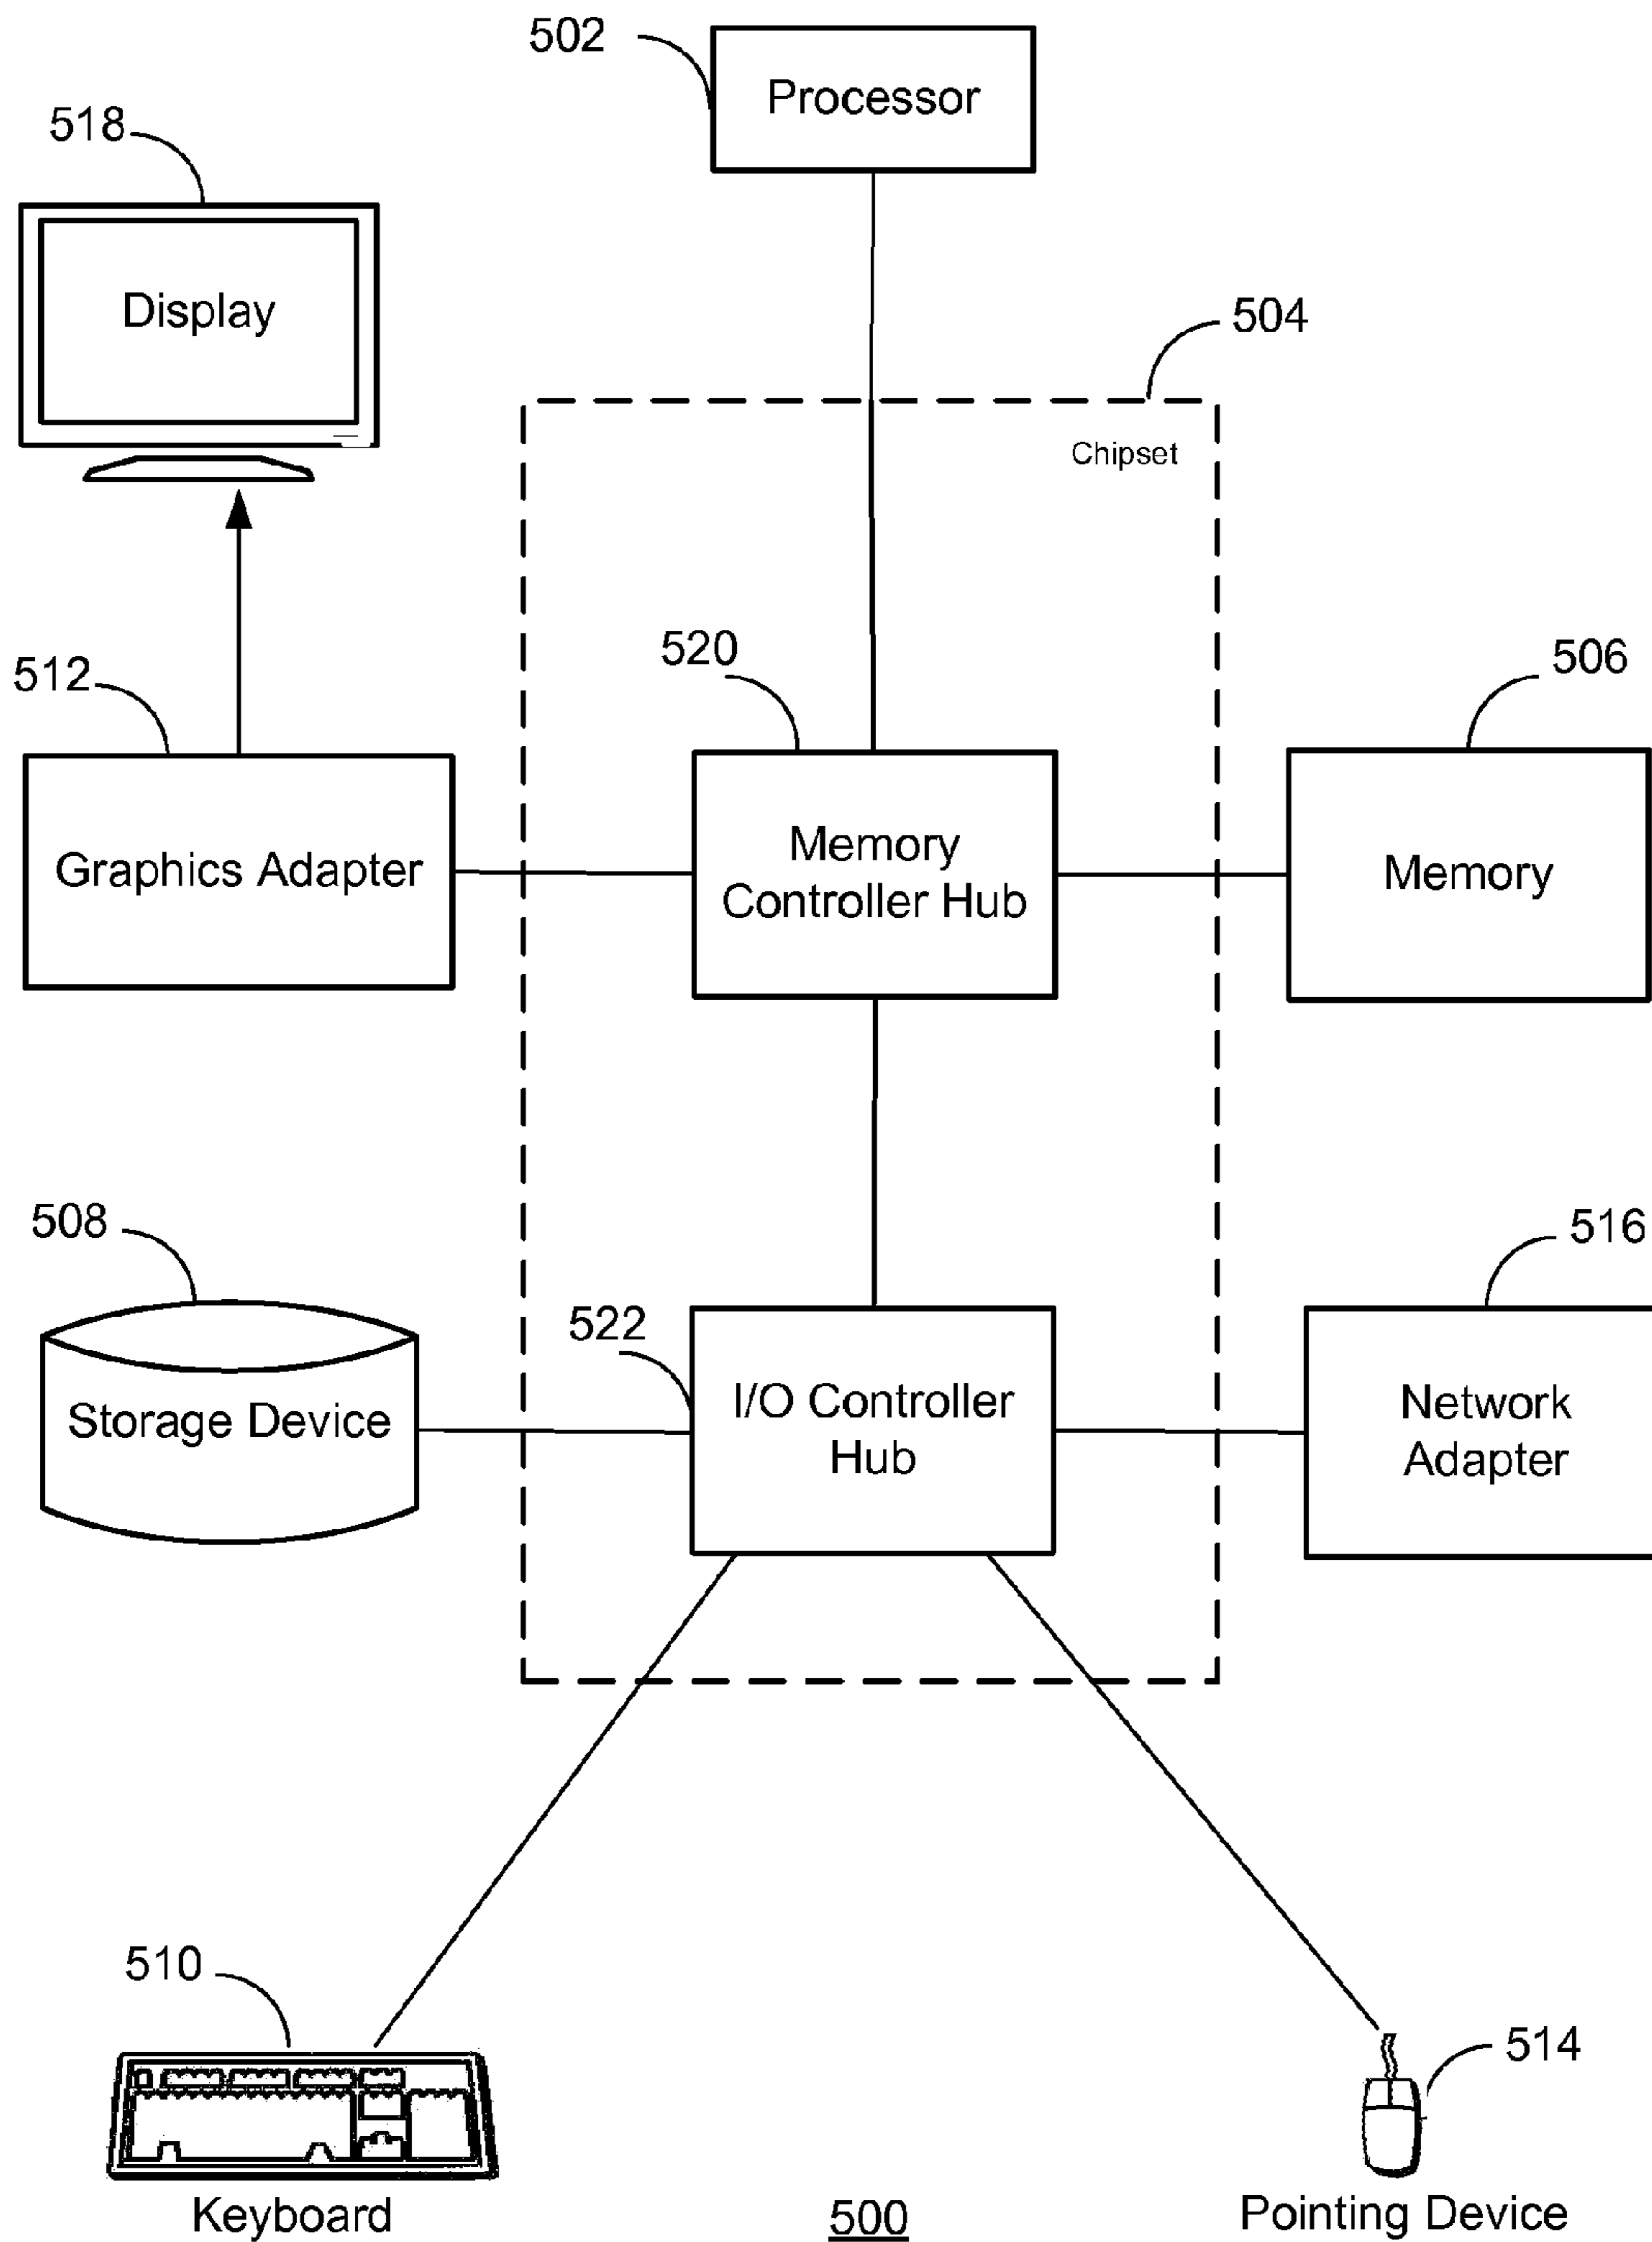 502
Processor
518
Display
504
Chipset
520
506
512
Memory
Controller Hub
Graphics Adapter
Memory
508
516
522
I/O Controller
Hub
Storage Device
Network
Adapter
510
514
Keyboard
500
Pointing Device